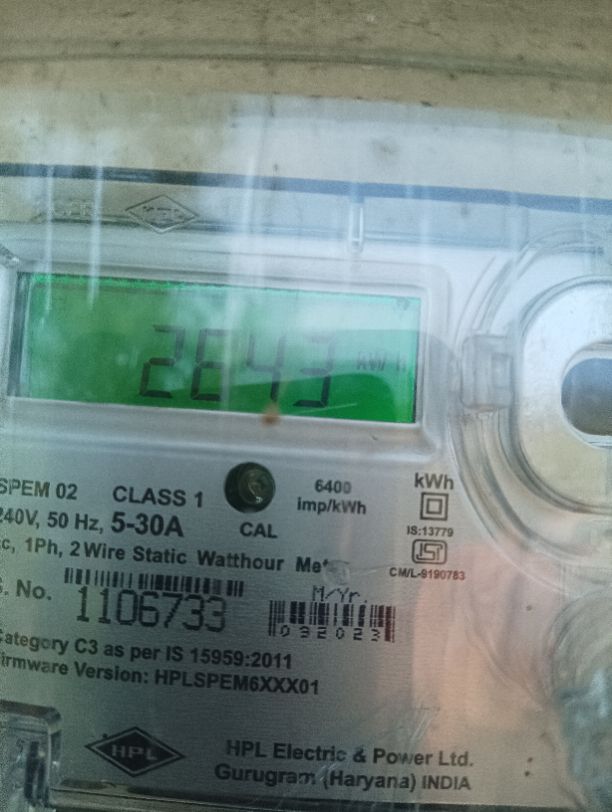 2643 kWh
SPEM 02 CLASS 1 6400 imp/kWh kWh
240V, 50 Hz, 5-30A CAL IS:13779
c, 1Ph, 2 Wire Static Watthour
CM/L-9190783
S. No. 1106733 M/Yr. 092023
Category C3 as per IS 15959:2011
Firmware Version: HPLSPEM6XXX01
HPL HPL Electric & Power Ltd.
Gurugram (Haryana) INDIA